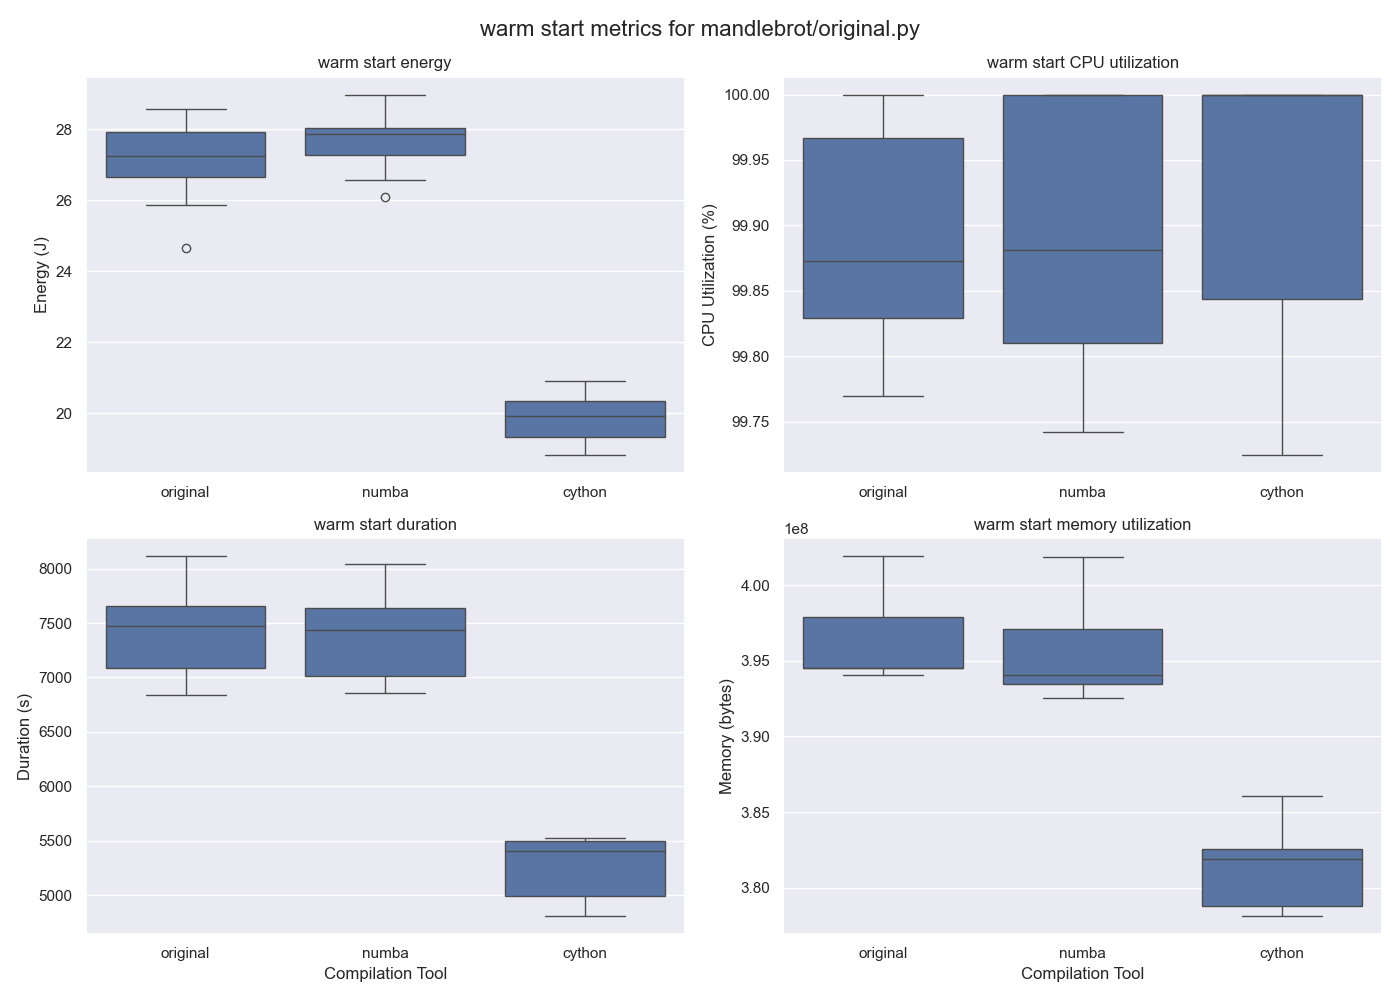 warm start metrics for mandlebrot/original.py
warm start energy
Energy (J)
28
26
24
22
20
original
numba
cython
warm start CPU utilization
CPU Utilization (%)
100.00
99.95
99.90
99.85
99.80
99.75
original
numba
cython
warm start duration
Duration (s)
8000
7500
7000
6500
6000
5500
5000
original
numba
cython
Compilation Tool
warm start memory utilization
1e8
Memory (bytes)
4.00
3.95
3.90
3.85
3.80
original
numba
cython
Compilation Tool